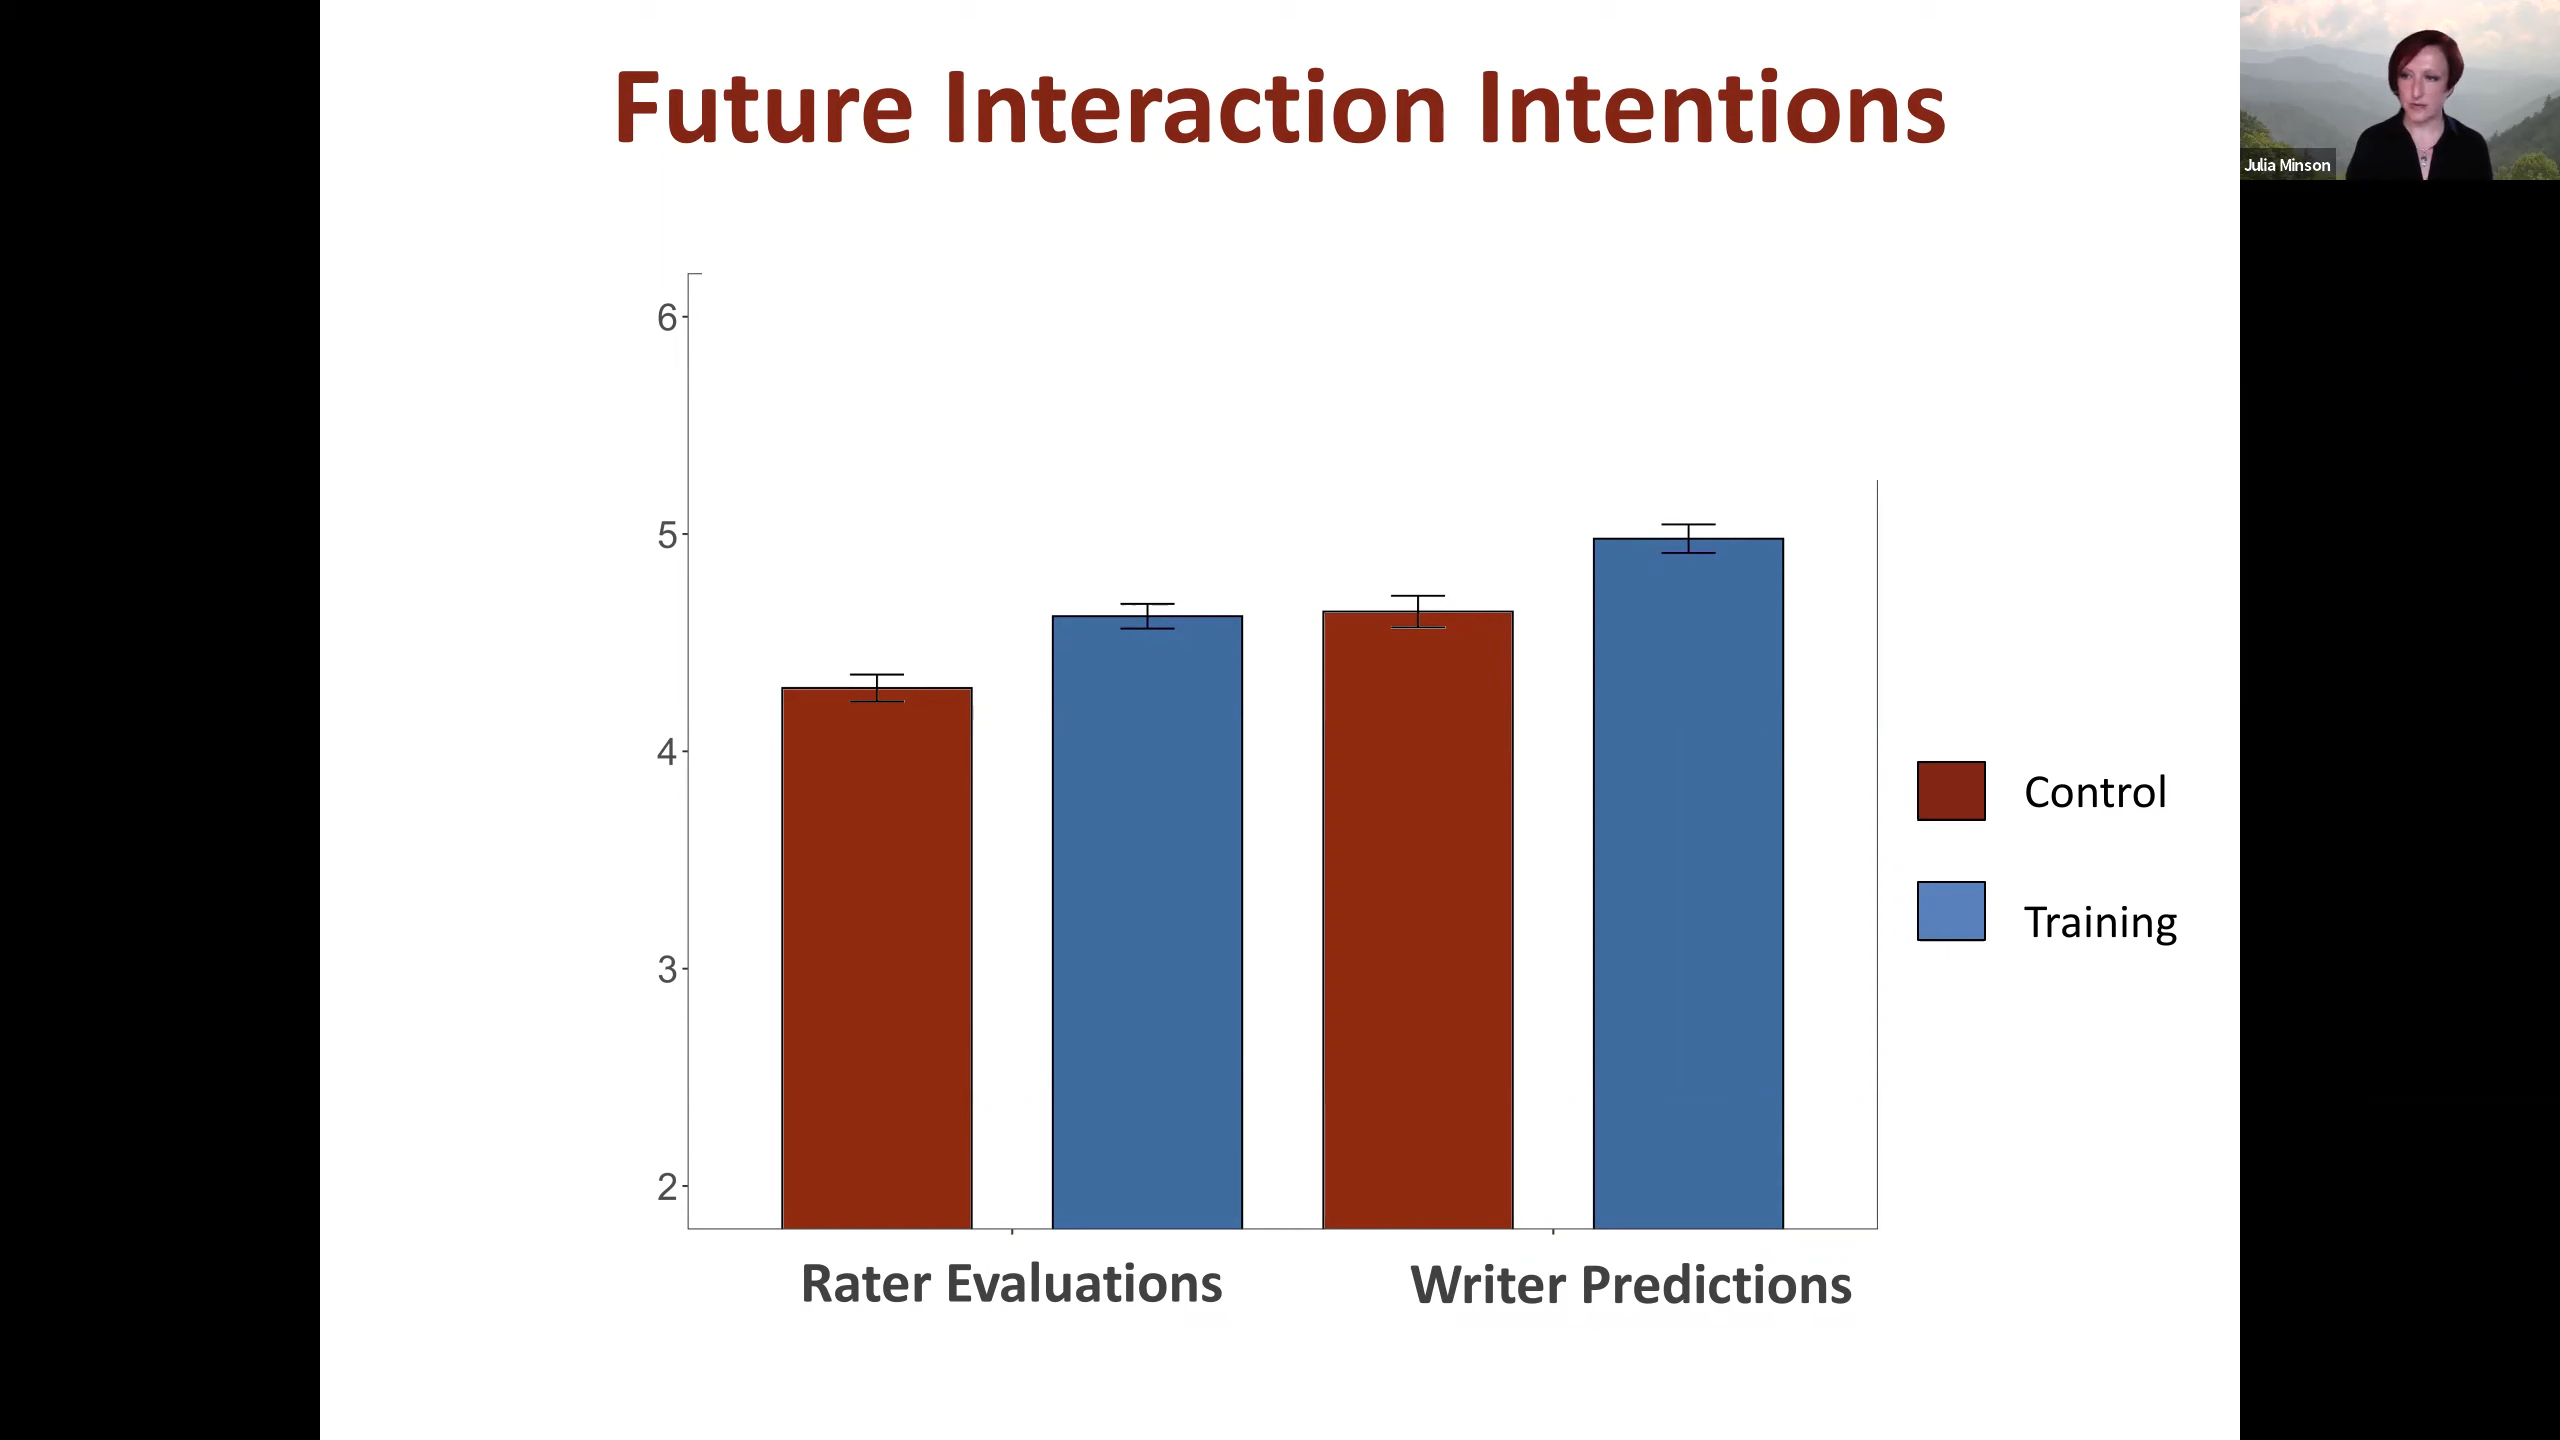 Future Interaction Intentions
Julia Minson
6
5
4
3
2
Control
Training
Rater Evaluations
Writer Predictions